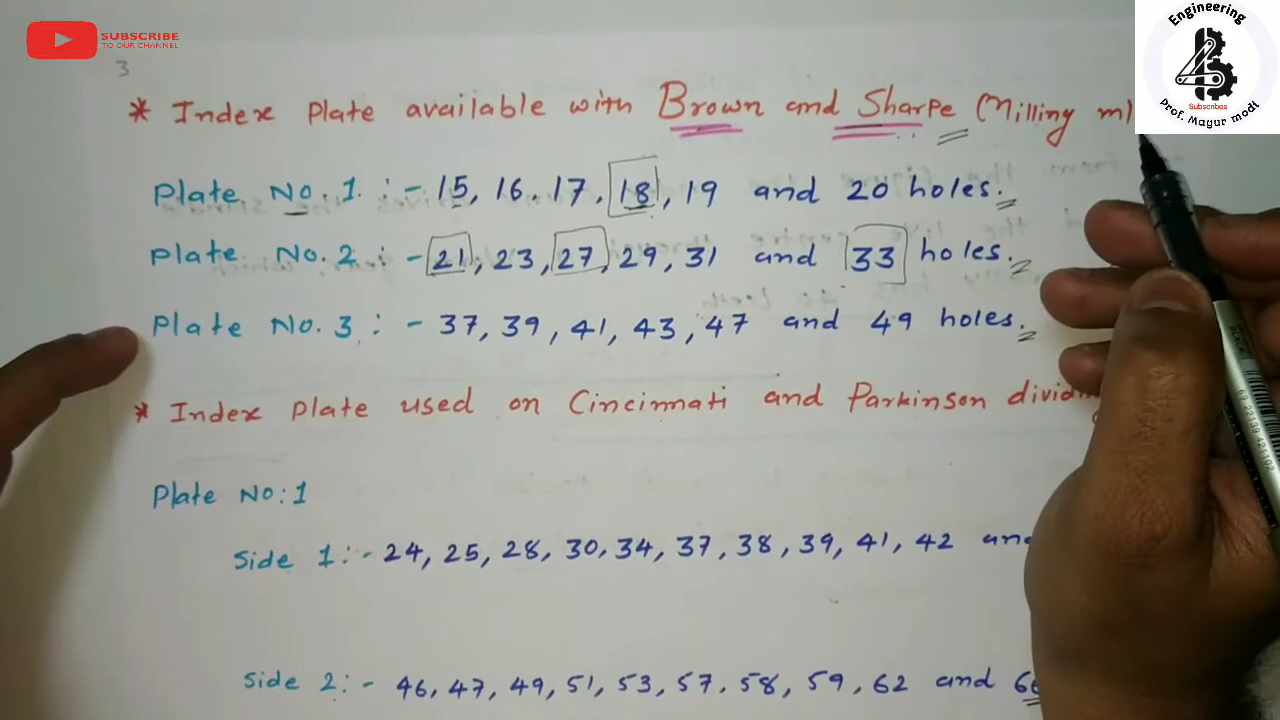 SUBSCRIBE
TO OUR CHANNEL
Engineering
Subscribes
Prof. Mayur modi
3
* Index Plate available with Brown and Sharpe (Milling m)
Plate No. 1 :- 15, 16, 17, 18, 19 and 20 holes.
Plate No. 2 :- 21, 23, 27, 29, 31 and 33 holes.
Plate No. 3 :- 37, 39, 41, 43, 47 and 49 holes.
* Index Plate used on Cincinnati and Parkinson
Plate No:1
Side 1:- 24, 25, 28, 30, 34, 37, 38, 39, 41, 42
Side 2:- 46, 47, 49, 51, 53, 57, 58, 59, 62 and